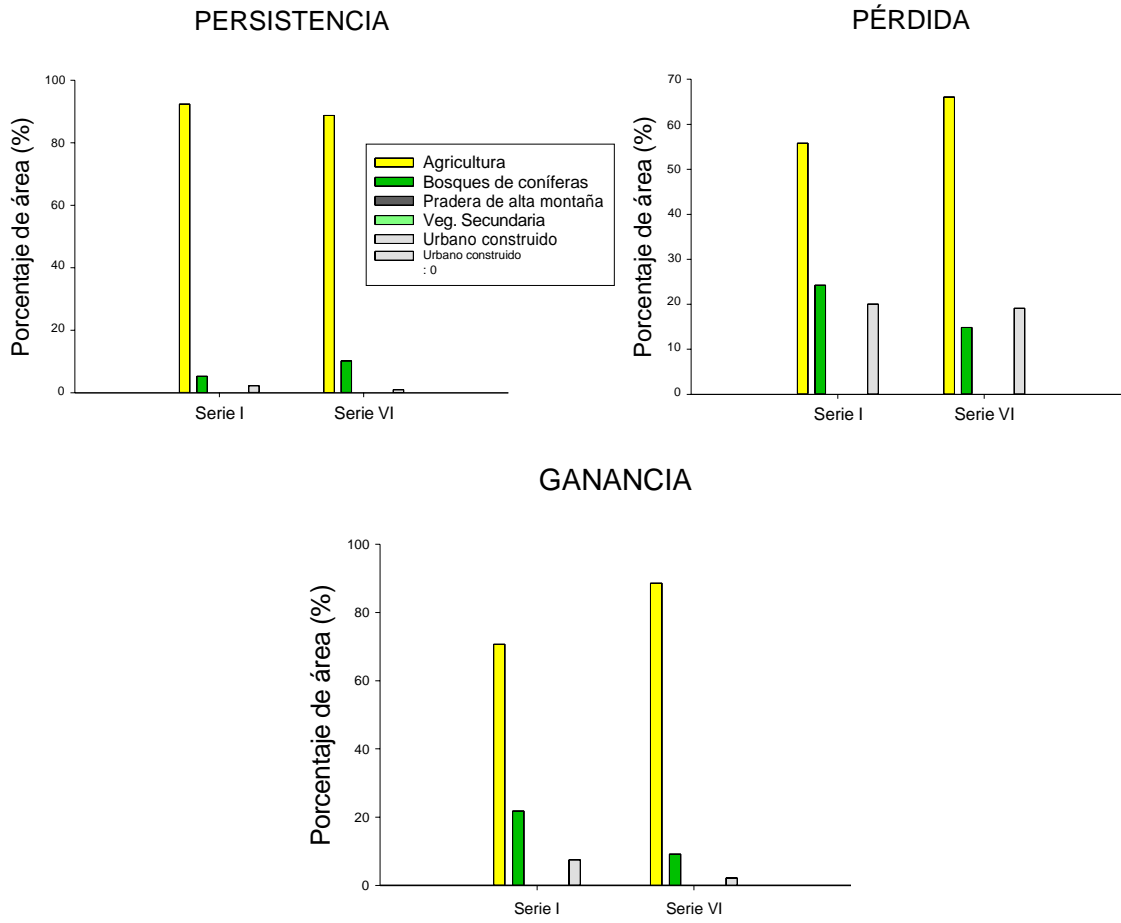 PERSISTENCIA
Porcentaje de área (%)
100
80
60
40
20
0
Serie I
Serie VI
Agricultura
Bosques de coníferas
Pradera de alta montaña
Veg. Secundaria
Urbano construido
Urbano construido
: 0
PÉRDIDA
Porcentaje de área (%)
70
60
50
40
30
20
10
0
Serie I
Serie VI
GANANCIA
Porcentaje de área (%)
100
80
60
40
20
0
Serie I
Serie VI